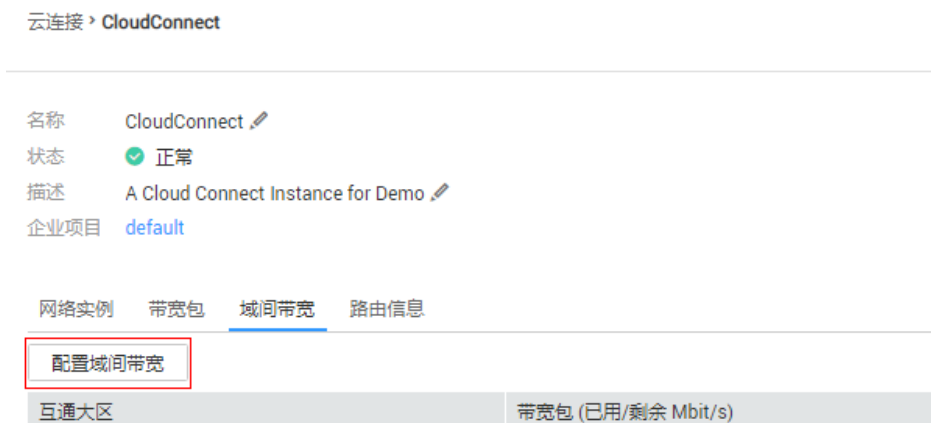 云连接 › CloudConnect
名称 CloudConnect
状态 正常
描述 A Cloud Connect Instance for Demo
企业项目 default
网络实例 带宽包 域间带宽 路由信息
配置域间带宽
互通大区 带宽包 (已用/剩余 Mbit/s)